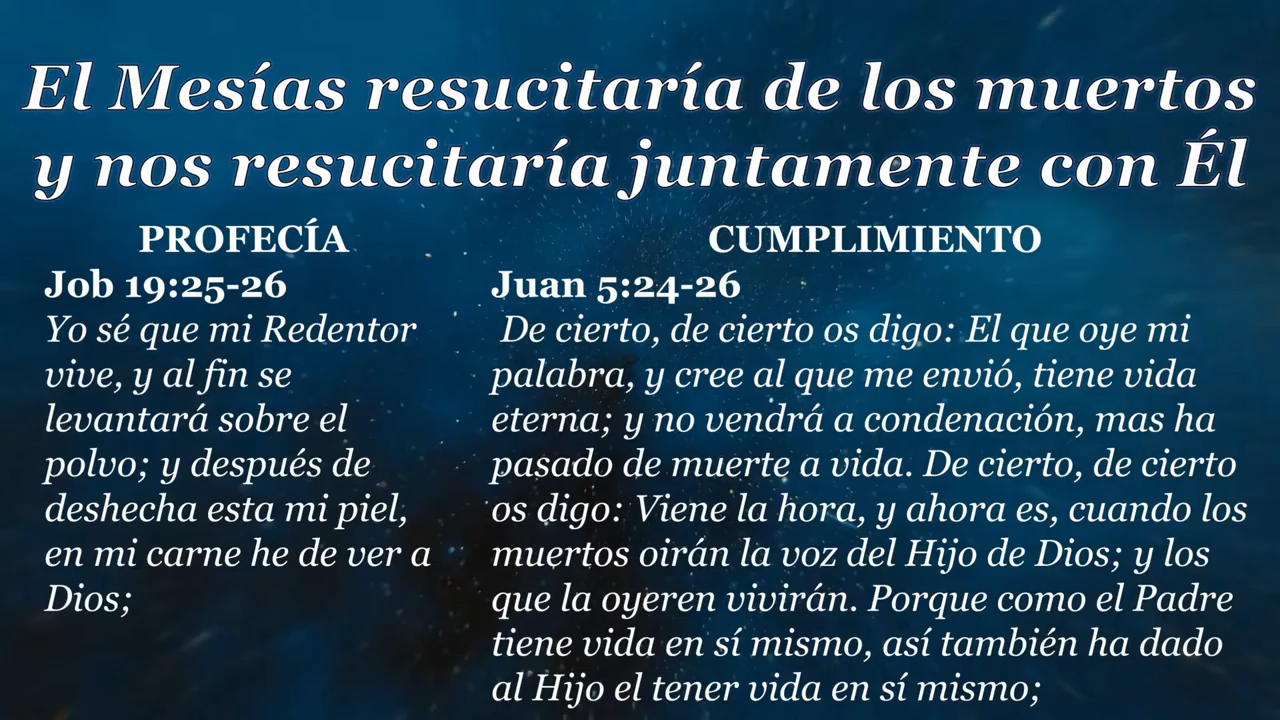 El Mesías resucitaría de los muertos
y nos resucitaría juntamente con Él
PROFECÍA
Job 19:25-26
Yo sé que mi Redentor
vive, y al fin se
levantará sobre el
polvo; y después de
deshecha esta mi piel,
en mi carne he de ver a
Dios;
CUMPLIMIENTO
Juan 5:24-26
De cierto, de cierto os digo: El que oye mi
palabra, y cree al que me envió, tiene vida
eterna; y no vendrá a condenación, mas ha
pasado de muerte a vida. De cierto, de cierto
os digo: Viene la hora, y ahora es, cuando los
muertos oirán la voz del Hijo de Dios; y los
que la oyeren vivirán. Porque como el Padre
tiene vida en sí mismo, así también ha dado
al Hijo el tener vida en sí mismo;